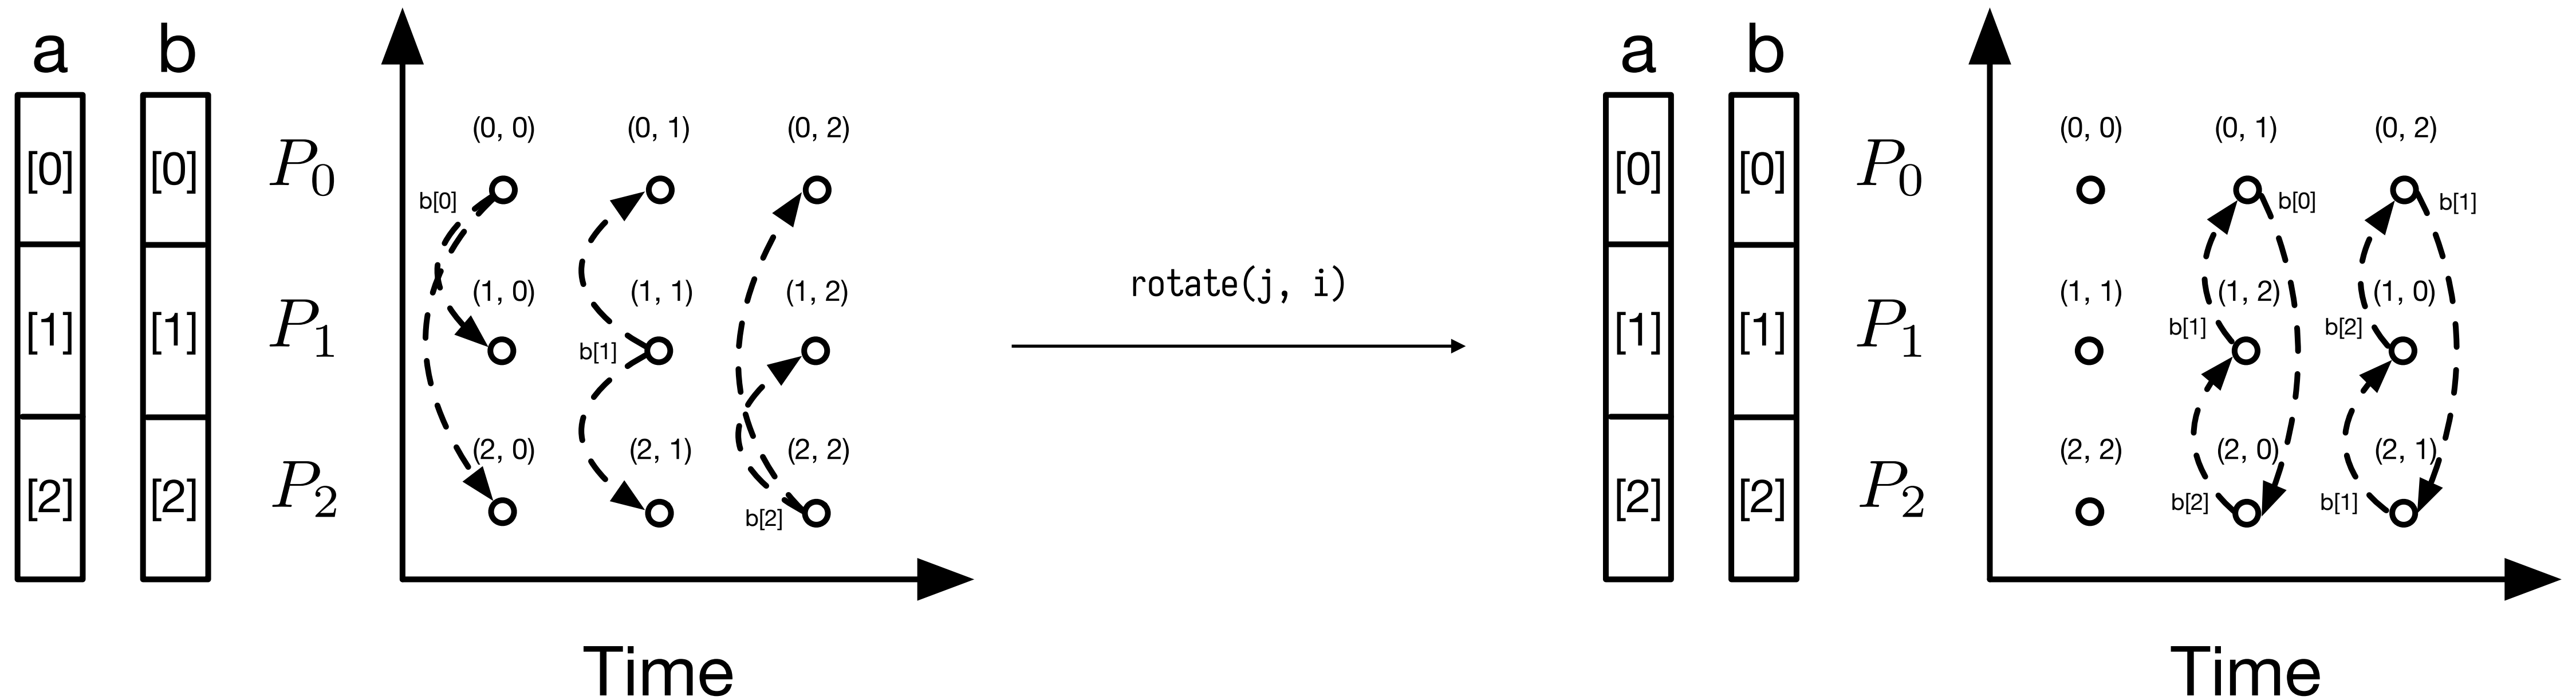 a b
(0, 0) (0, 1) (0, 2)
[0] [0] P0
b[0]
(1, 0) (1, 1) (1, 2)
[1] [1] P1
b[1]
(2, 0) (2, 1) (2, 2)
[2] [2] P2
b[2]
Time
rotate(j, i)
a b
(0, 0) (0, 1) (0, 2)
[0] [0] P0
b[0] b[1]
(1, 1) (1, 2) (1, 0)
[1] [1] P1
b[1] b[2]
(2, 2) (2, 0) (2, 1)
[2] [2] P2
b[2] b[1]
Time